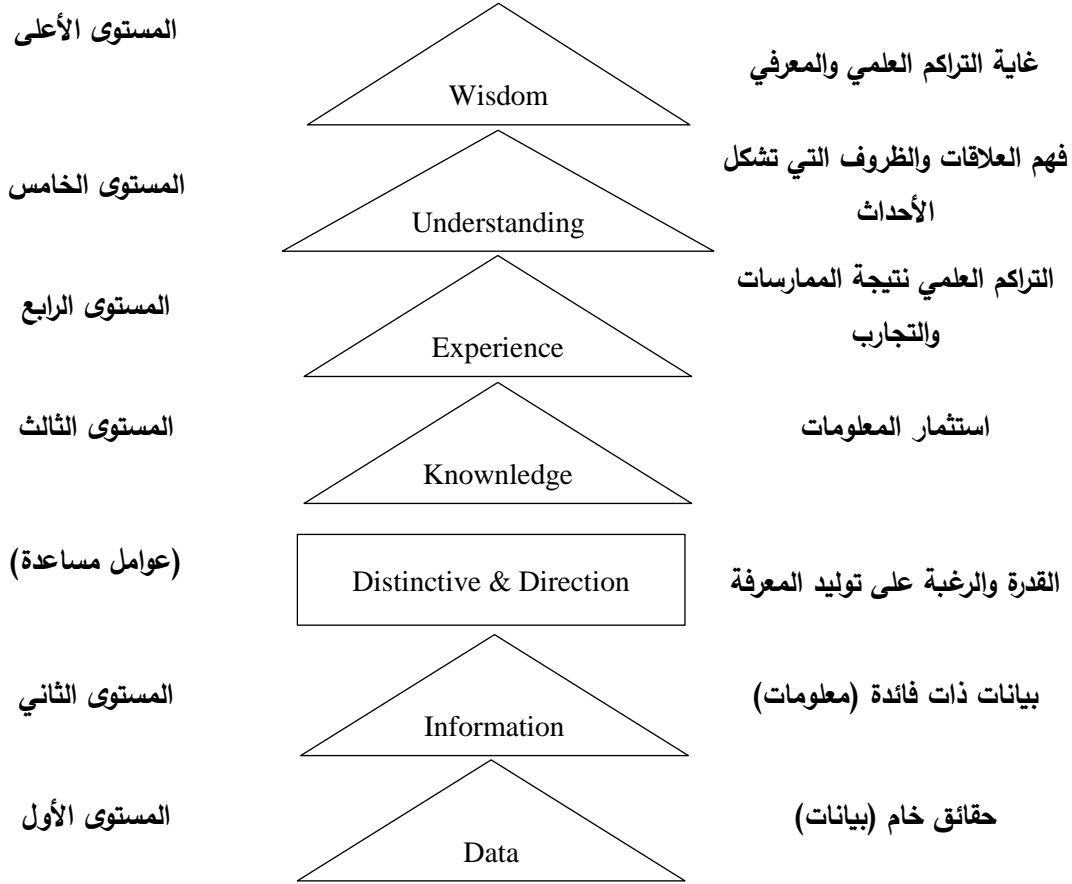 المستوى الأعلى
غاية التراكم العلمي والمعرفي
Wisdom
فهم العلاقات والظروف التي تشكل
الأحداث
المستوى الخامس
Understanding
التراكم العلمي نتيجة الممارسات
والتجارب
المستوى الرابع
Experience
استثمار المعلومات
المستوى الثالث
Knownledge
القدرة والرغبة على توليد المعرفة
Distinctive & Direction
(عوامل مساعدة)
بيانات ذات فائدة (معلومات)
المستوى الثاني
Information
حقائق خام (بيانات)
المستوى الأول
Data